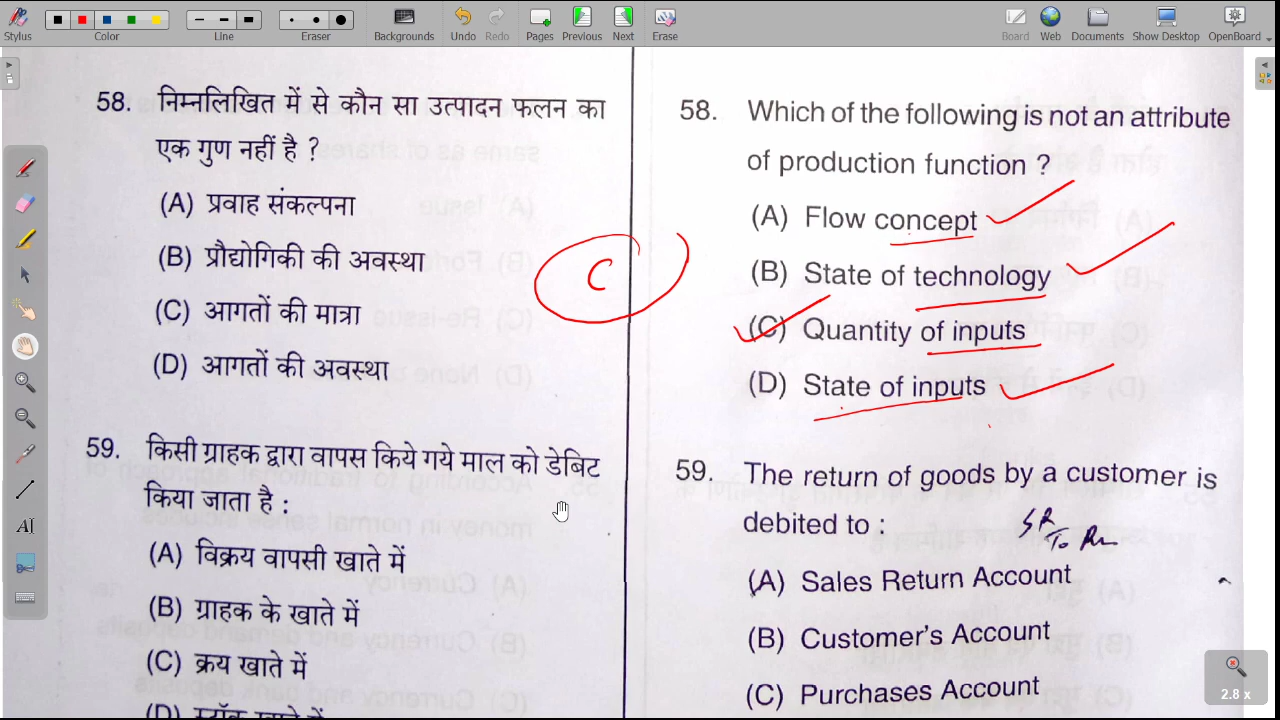 Stylus
Color
Line
Eraser
Backgrounds
Undo
Redo
Pages
Previous
Next
Erase
Board
Web
Documents
Show Desktop
OpenBoard
58. निम्नलिखित में से कौन सा उत्पादन फलन का
एक गुण नहीं है ?
(A) प्रवाह संकल्पना
(B) प्रौद्योगिकी की अवस्था
(C) आगतों की मात्रा
(D) आगतों की अवस्था
C
59. किसी ग्राहक द्वारा वापस किये गये माल को डेबिट
किया जाता है :
(A) विक्रय वापसी खाते में
(B) ग्राहक के खाते में
(C) क्रय खाते में
(D) स्टॉक खाते में
58. Which of the following is not an attribute
of production function ?
(A) Flow concept
(B) State of technology
(C) Quantity of inputs
(D) State of inputs
59. The return of goods by a customer is
debited to :
SR
(A) Sales Return Account
(B) Customer's Account
(C) Purchases Account
2.8 x